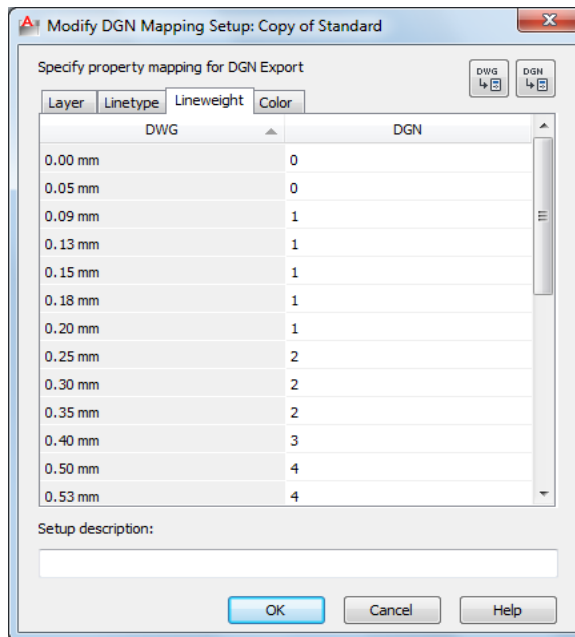 Modify DGN Mapping Setup: Copy of Standard
Specify property mapping for DGN Export
DWG
DGN
Layer Linetype Lineweight Color
DWG DGN
0.00 mm 0
0.05 mm 0
0.09 mm 1
0.13 mm 1
0.15 mm 1
0.18 mm 1
0.20 mm 1
0.25 mm 2
0.30 mm 2
0.35 mm 2
0.40 mm 3
0.50 mm 4
0.53 mm 4
Setup description:
OK Cancel Help